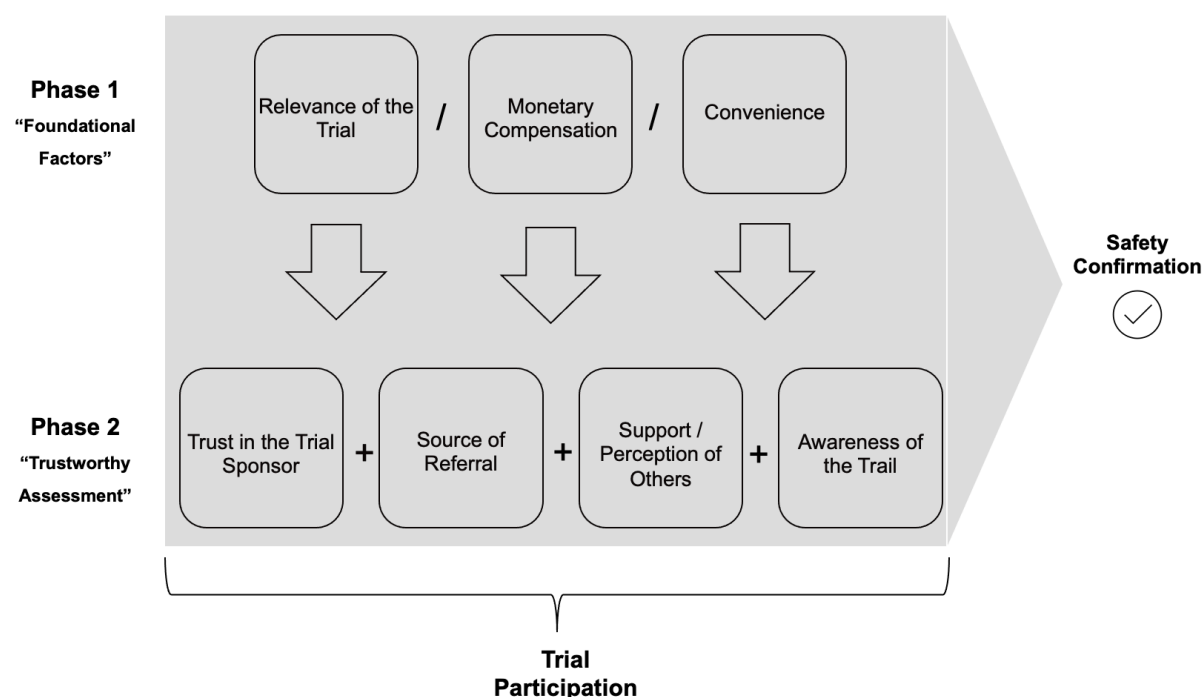 Phase 1
“Foundational
Factors”
Relevance of the
Trial
/
Monetary
Compensation
/
Convenience
Safety
Confirmation
Phase 2
“Trustworthy
Assessment”
Trust in the Trial
Sponsor
+
Source of
Referral
+
Support /
Perception of
Others
+
Awareness of
the Trail
Trial
Participation